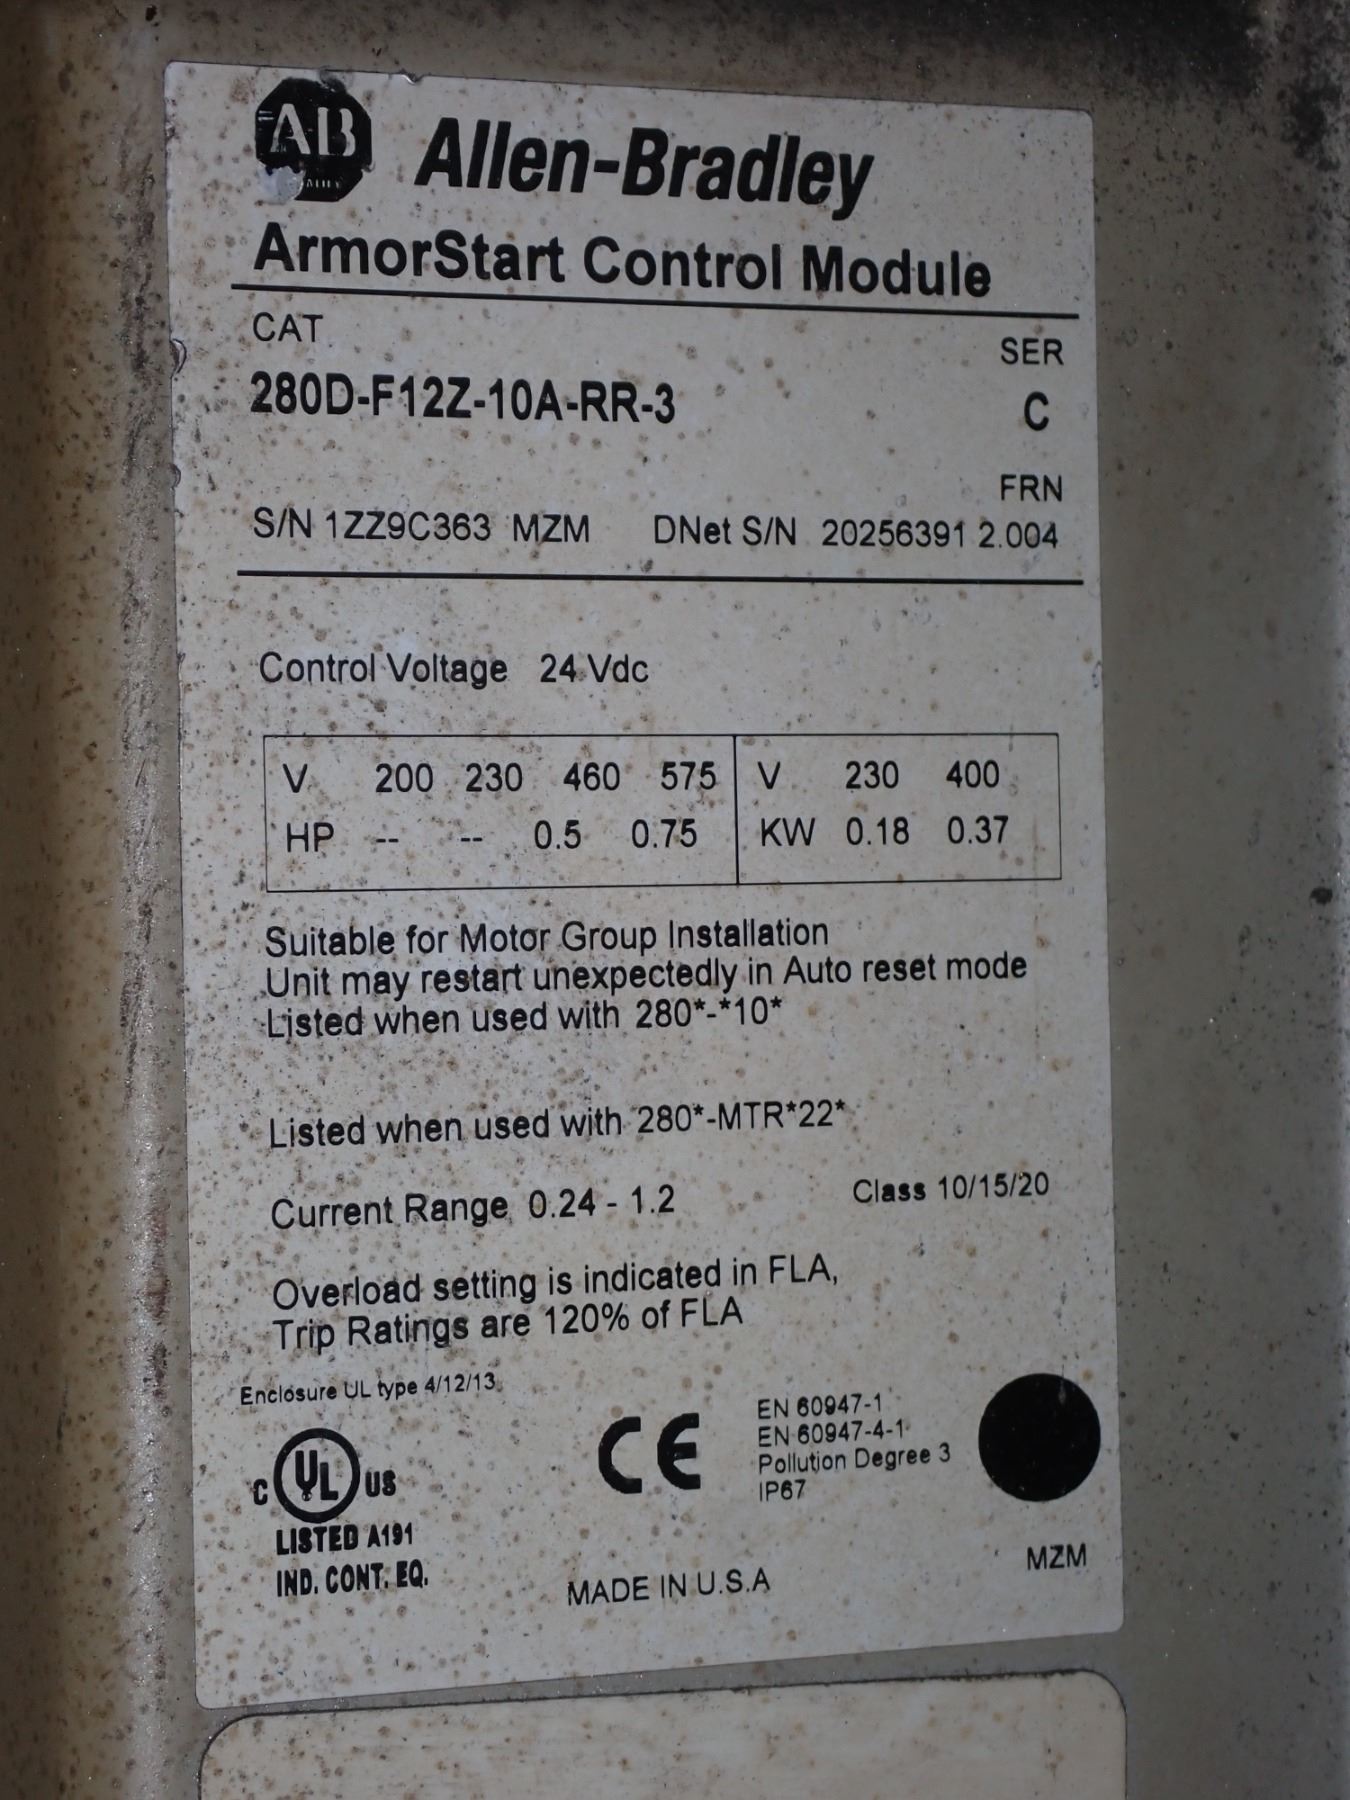 AB
Allen-Bradley
ArmorStart Control Module
CAT
SER
280D-F12Z-10A-RR-3
C
FRN
S/N 1ZZ9C363 MZM DNet S/N 20256391 2.004
Control Voltage 24 Vdc
V 200 230 460 575 V 230 400
HP -- -- 0.5 0.75 KW 0.18 0.37
Suitable for Motor Group Installation
Unit may restart unexpectedly in Auto reset mode
Listed when used with 280*-*10*
Listed when used with 280*-MTR*22*
Current Range 0.24 - 1.2 Class 10/15/20
Overload setting is indicated in FLA,
Trip Ratings are 120% of FLA
Enclosure UL type 4/12/13
C UL US
LISTED A191
IND. CONT. EQ.
CE
EN 60947-1
EN 60947-4-1
Pollution Degree 3
IP67
MADE IN U.S.A
MZM